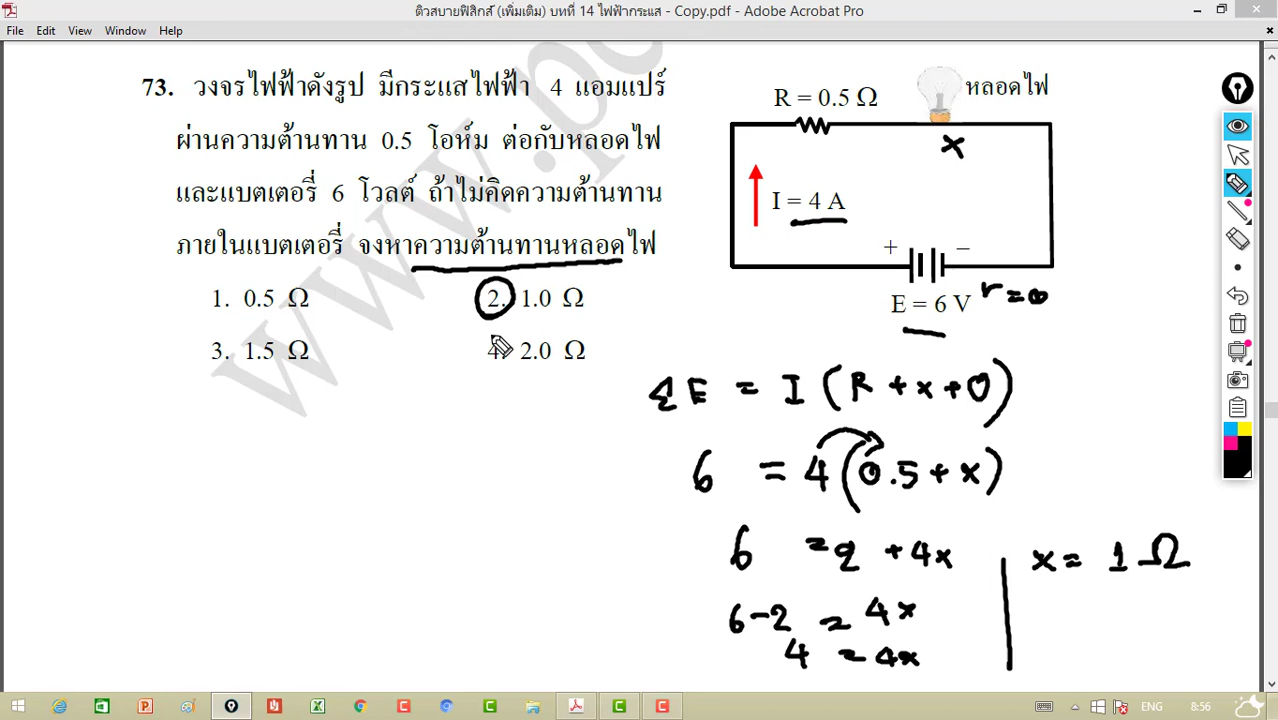 ติวสบายฟิสิกส์ (เพิ่มเติม) บทที่ 14 ไฟฟ้ากระแส - Copy.pdf - Adobe Acrobat Pro
File Edit View Window Help
73. วงจรไฟฟ้าดังรูป มีกระแสไฟฟ้า 4 แอมแปร์
ผ่านความต้านทาน 0.5 โอห์ม ต่อกับหลอดไฟ
และแบตเตอรี่ 6 โวลต์ ถ้าไม่คิดความต้านทาน
ภายในแบตเตอรี่ จงหาความต้านทานหลอดไฟ
1. 0.5 Ω 2. 1.0 Ω
3. 1.5 Ω 4. 2.0 Ω
R = 0.5 Ω หลอดไฟ
x
I = 4 A
+ −
E = 6 V r = 0
ΣE = I (R + x + 0)
6 = 4 (0.5 + x)
6 = 2 + 4x
6 - 2 = 4x
4 = 4x
x = 1 Ω
ENG 8:56